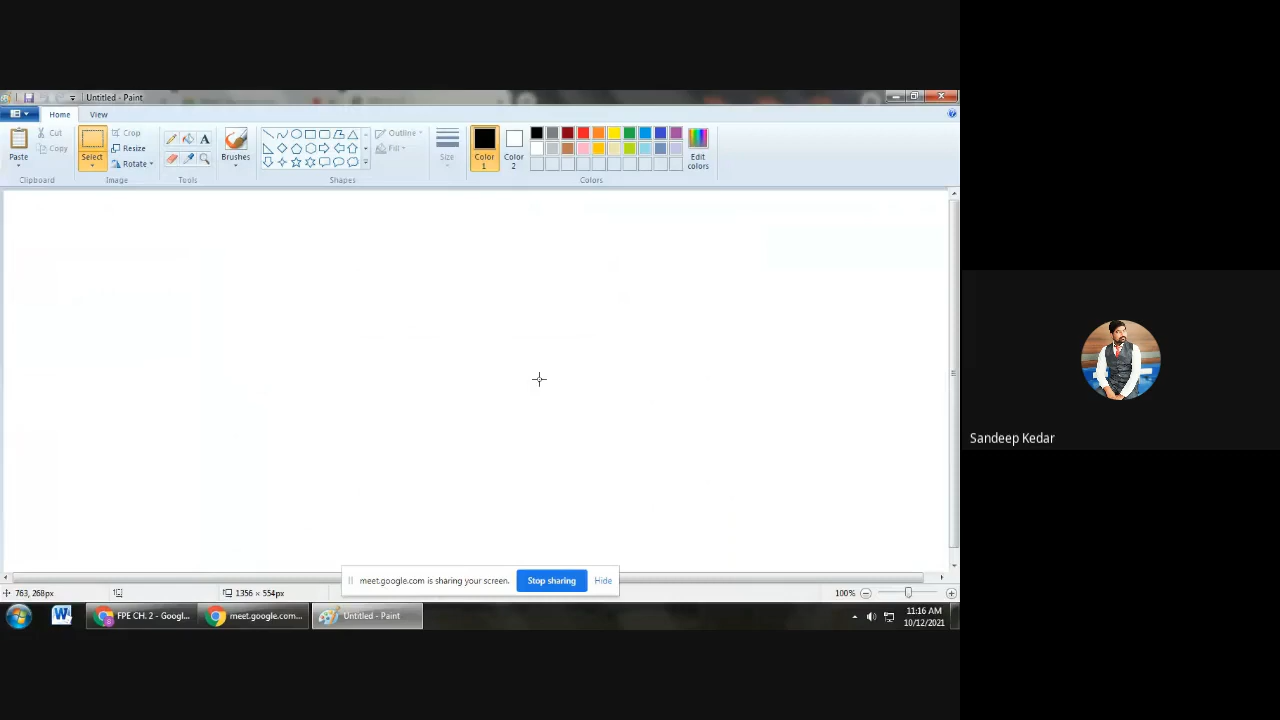 Untitled - Paint
Home View
Paste
Cut
Copy
Clipboard
Select
Crop
Resize
Rotate
Image
A
Tools
Brushes
Outline
Fill
Shapes
Size
Color
1
Color
2
Edit
colors
Colors
Sandeep Kedar
meet.google.com is sharing your screen. Stop sharing Hide
763, 268px 1356 × 554px 100%
W FPE CH. 2 - Googl... meet.google.com... Untitled - Paint
11:16 AM
10/12/2021